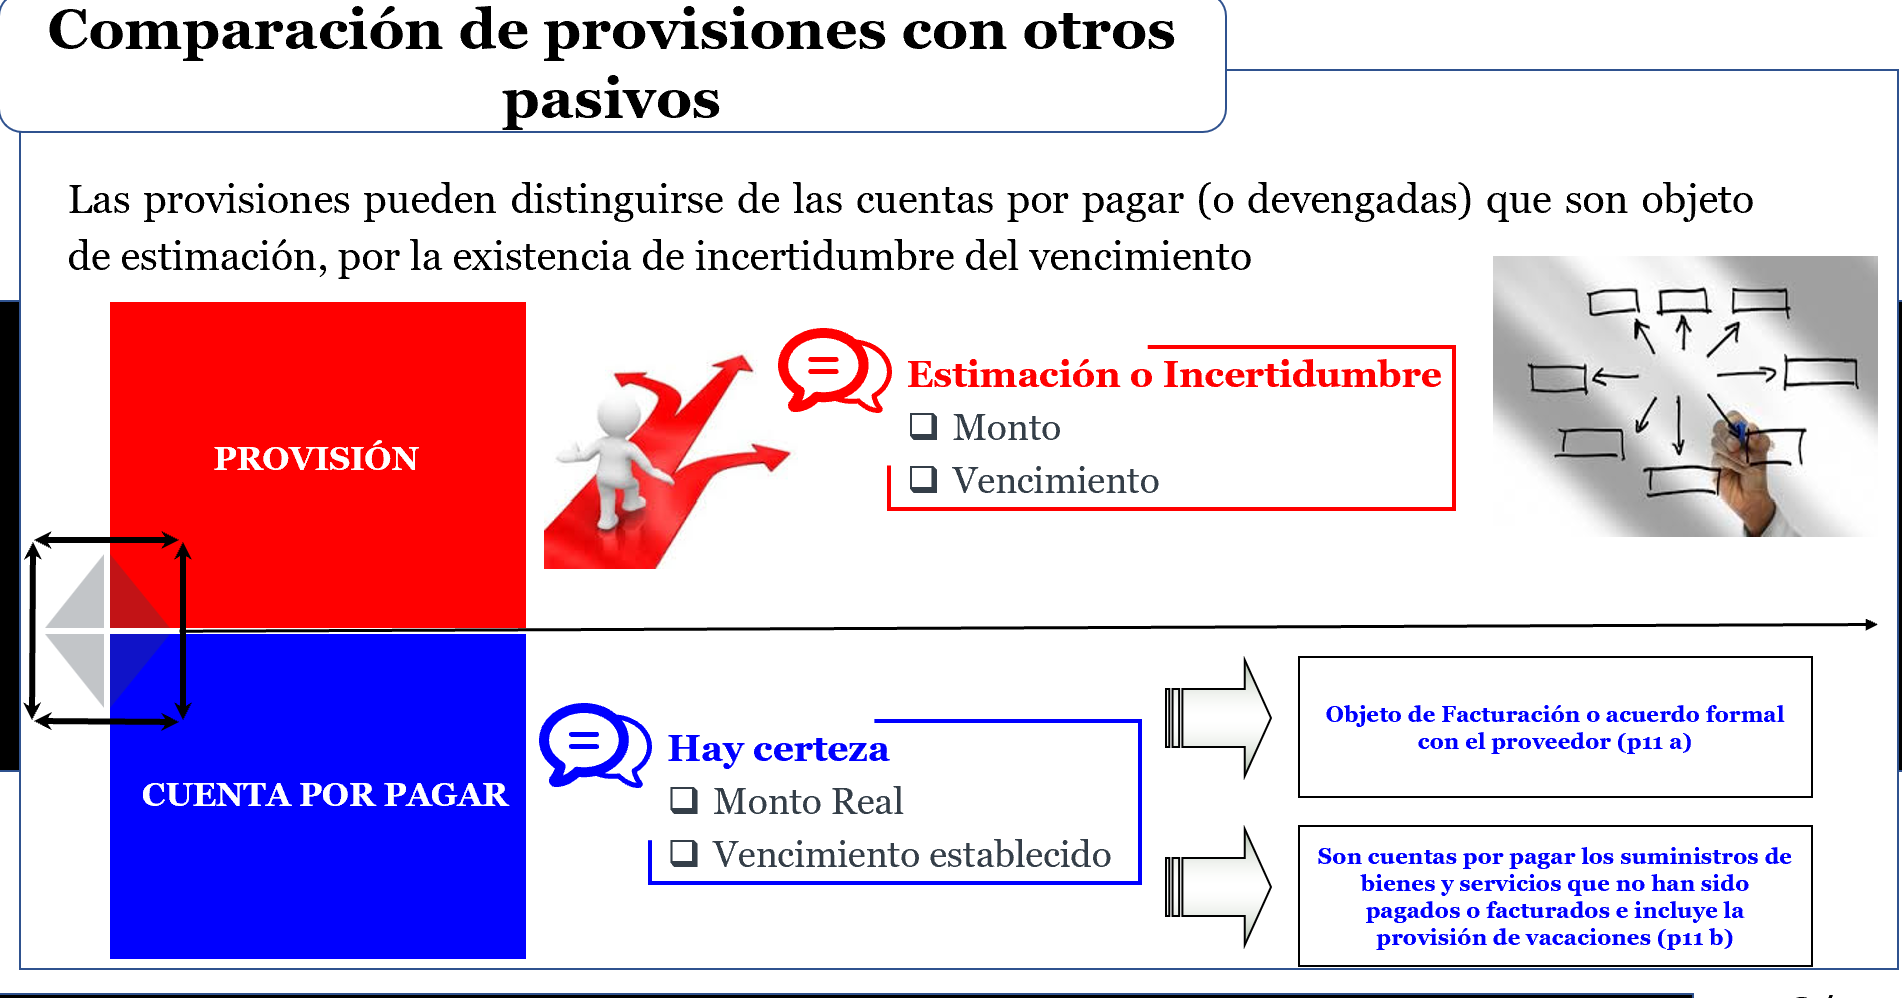 Comparación de provisiones con otros
pasivos
Las provisiones pueden distinguirse de las cuentas por pagar (o devengadas) que son objeto
de estimación, por la existencia de incertidumbre del vencimiento
PROVISIÓN
Estimación o Incertidumbre
❑ Monto
❑ Vencimiento
CUENTA POR PAGAR
Hay certeza
❑ Monto Real
❑ Vencimiento establecido
Objeto de Facturación o acuerdo formal
con el proveedor (p11 a)
Son cuentas por pagar los suministros de
bienes y servicios que no han sido
pagados o facturados e incluye la
provisión de vacaciones (p11 b)